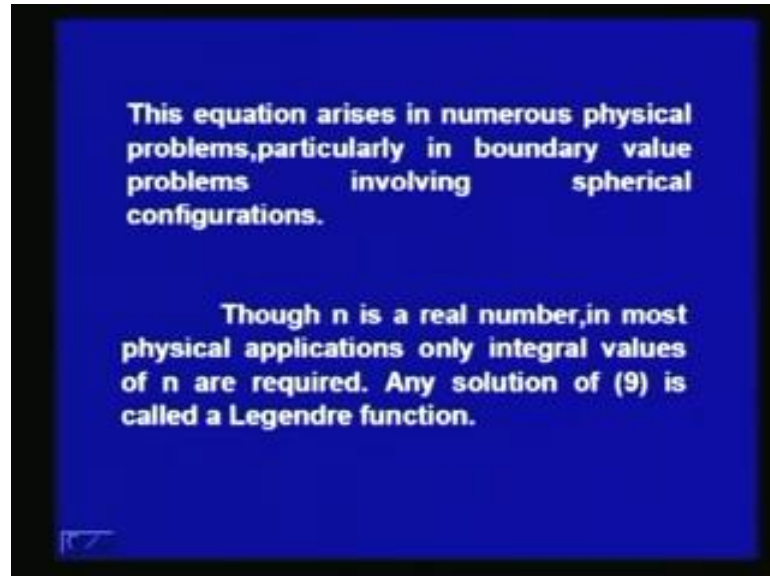 This equation arises in numerous physical
problems,particularly in boundary value
problems involving spherical
configurations.
Though n is a real number,in most
physical applications only integral values
of n are required. Any solution of (9) is
called a Legendre function.